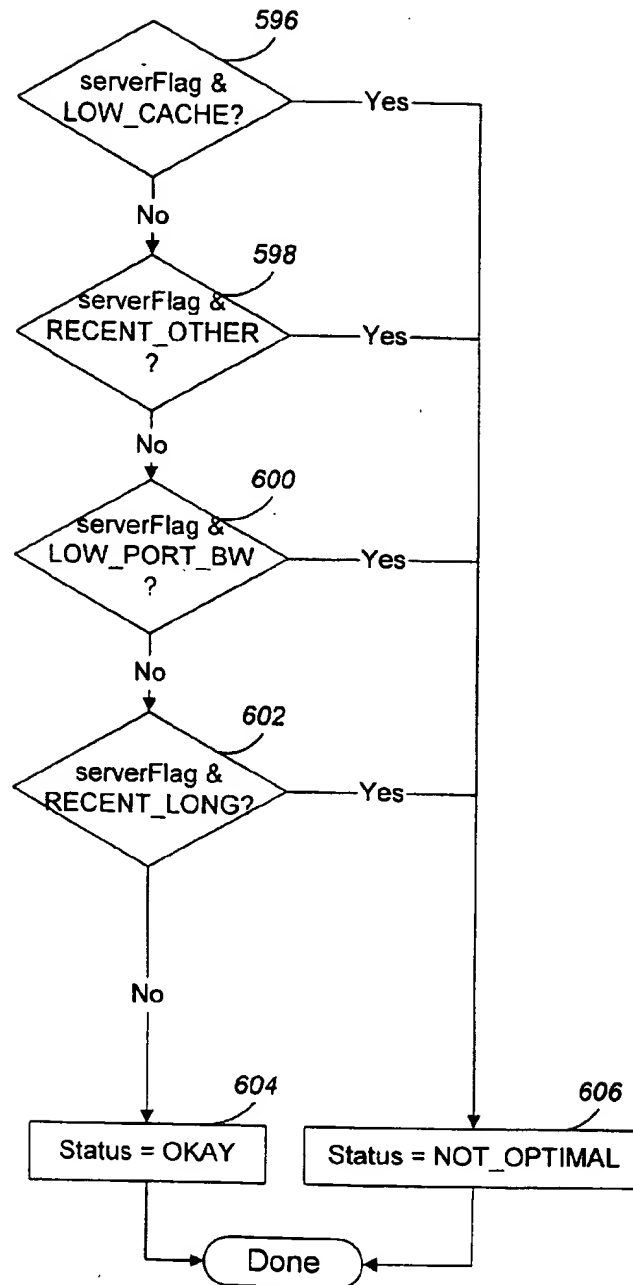 596
serverFlag &
LOW_CACHE?
Yes
No
598
serverFlag &
RECENT_OTHER
?
Yes
No
600
serverFlag &
LOW_PORT_BW
?
Yes
No
602
serverFlag &
RECENT_LONG?
Yes
No
604
606
Status = OKAY
Status = NOT_OPTIMAL
Done